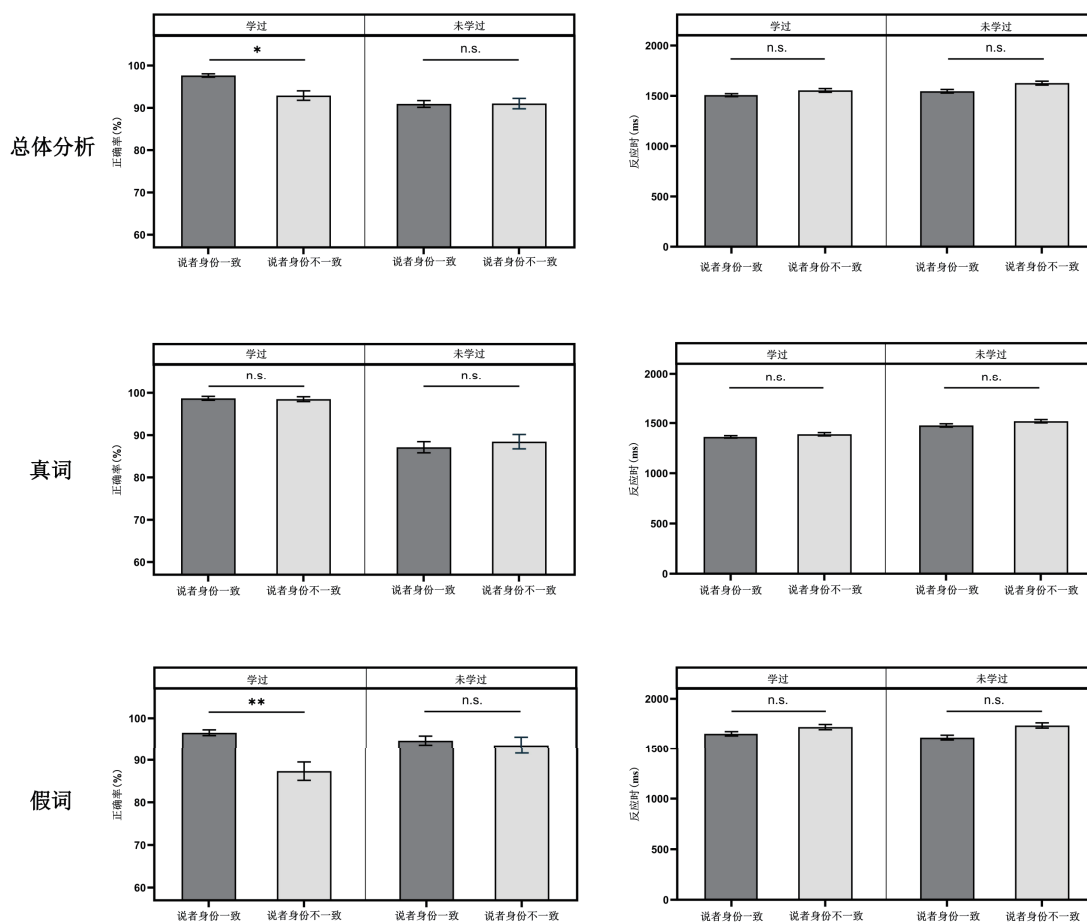 总体分析
学过 未学过
* n.s.
正确率(%)
100
90
80
70
60
说者身份一致 说者身份不一致 说者身份一致 说者身份不一致
学过 未学过
n.s. n.s.
反应时(ms)
2000
1500
1000
500
0
说者身份一致 说者身份不一致 说者身份一致 说者身份不一致
真词
学过 未学过
n.s. n.s.
正确率(%)
100
90
80
70
60
说者身份一致 说者身份不一致 说者身份一致 说者身份不一致
学过 未学过
n.s. n.s.
反应时(ms)
2000
1500
1000
500
0
说者身份一致 说者身份不一致 说者身份一致 说者身份不一致
假词
学过 未学过
** n.s.
正确率(%)
100
90
80
70
60
说者身份一致 说者身份不一致 说者身份一致 说者身份不一致
学过 未学过
n.s. n.s.
反应时(ms)
2000
1500
1000
500
0
说者身份一致 说者身份不一致 说者身份一致 说者身份不一致